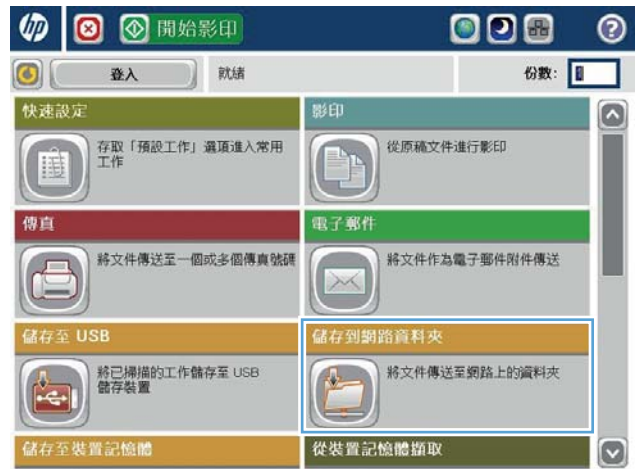 hp 開始影印 ?
登入 就緒 份數: 1
快速設定
存取「預設工作」選項進入常用
工作
影印
從原稿文件進行影印
傳真
將文件傳送至一個或多個傳真號碼
電子郵件
將文件作為電子郵件附件傳送
儲存至 USB
將已掃描的工作儲存至 USB
儲存裝置
儲存到網路資料夾
將文件傳送至網路上的資料夾
儲存至裝置記憶體
從裝置記憶體擷取